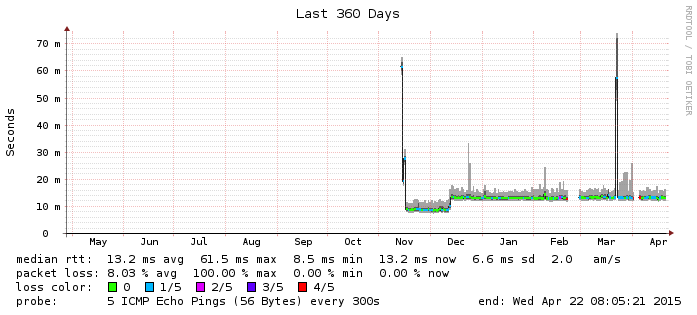 Last 360 Days
RRDTOOL / TOBI OETIKER
Seconds
70 m
60 m
50 m
40 m
30 m
20 m
10 m
0
May Jun Jul Aug Sep Oct Nov Dec Jan Feb Mar Apr
median rtt: 13.2 ms avg 61.5 ms max 8.5 ms min 13.2 ms now 6.6 ms sd 2.0 am/s
packet loss: 8.03 % avg 100.00 % max 0.00 % min 0.00 % now
loss color: 0 1/5 2/5 3/5 4/5
probe: 5 ICMP Echo Pings (56 Bytes) every 300s end: Wed Apr 22 08:05:21 2015